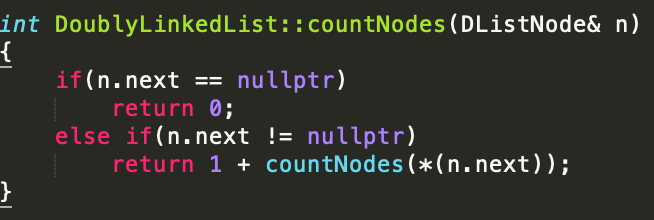 int DoublyLinkedList::countNodes(DListNode& n)
{
    if(n.next == nullptr)
        return 0;
    else if(n.next != nullptr)
        return 1 + countNodes(*(n.next));
}